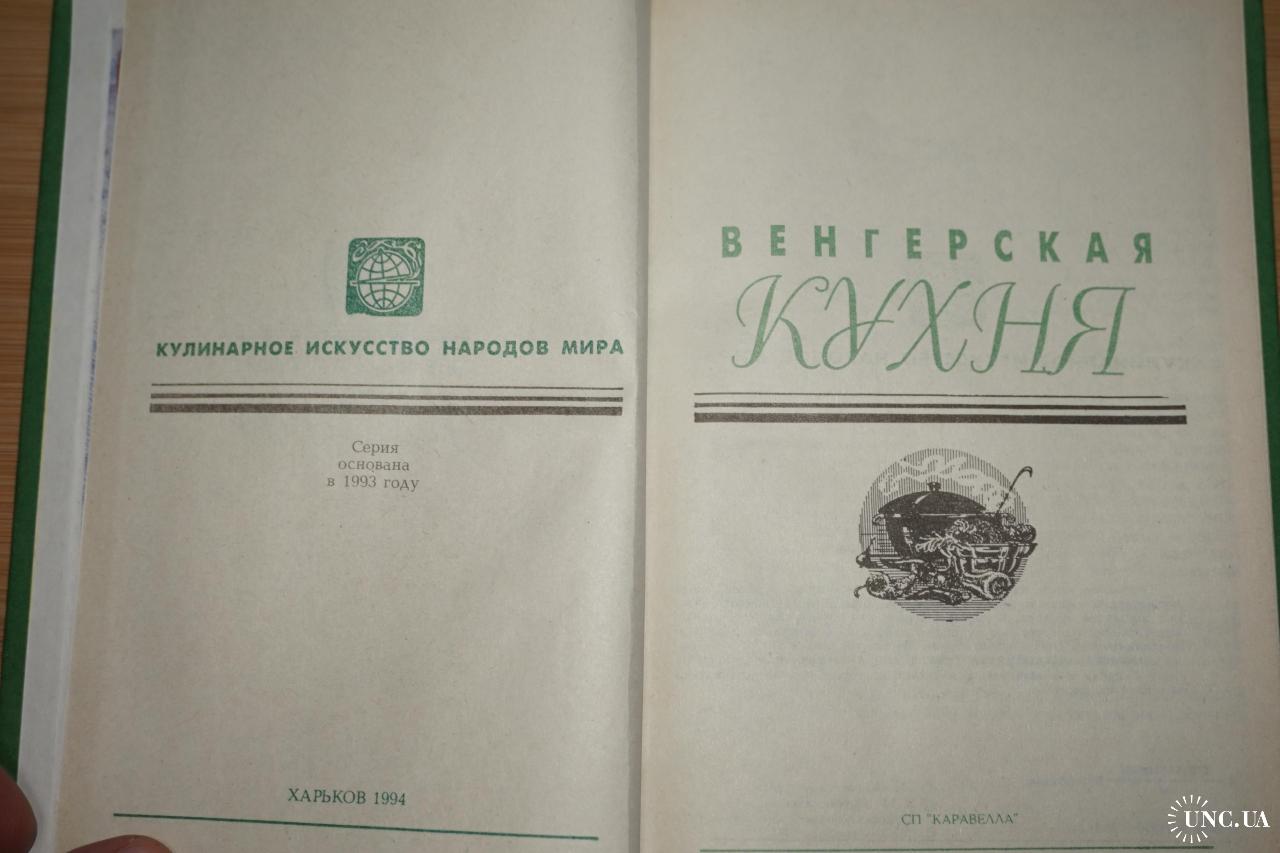 КУЛИНАРНОЕ ИСКУССТВО НАРОДОВ МИРА
Серия
основана
в 1993 году
ХАРЬКОВ 1994
ВЕНГЕРСКАЯ
КУХНЯ
СП "КАРАВЕЛЛА"
UNC.UA